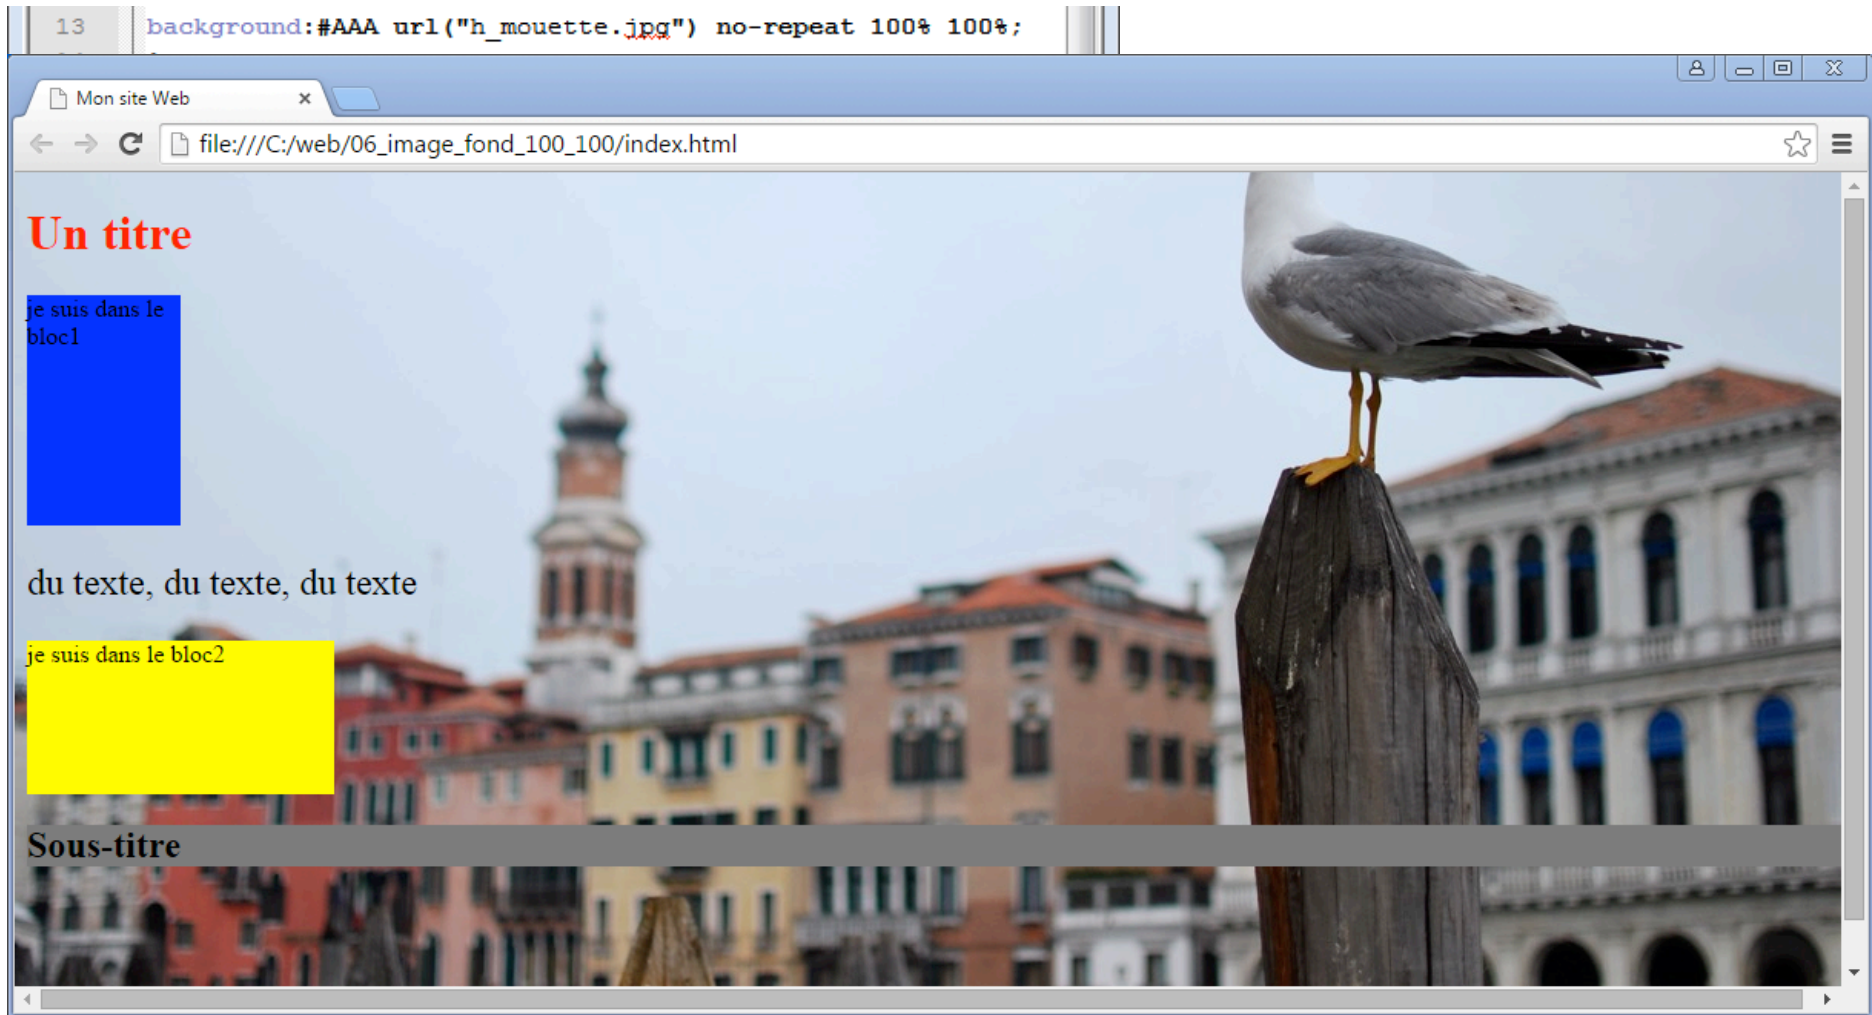 13 background:#AAA url("h_mouette.jpg") no-repeat 100% 100%;
Mon site Web
file:///C:/web/06_image_fond_100_100/index.html
Un titre
je suis dans le
bloc1
du texte, du texte, du texte
je suis dans le bloc2
Sous-titre